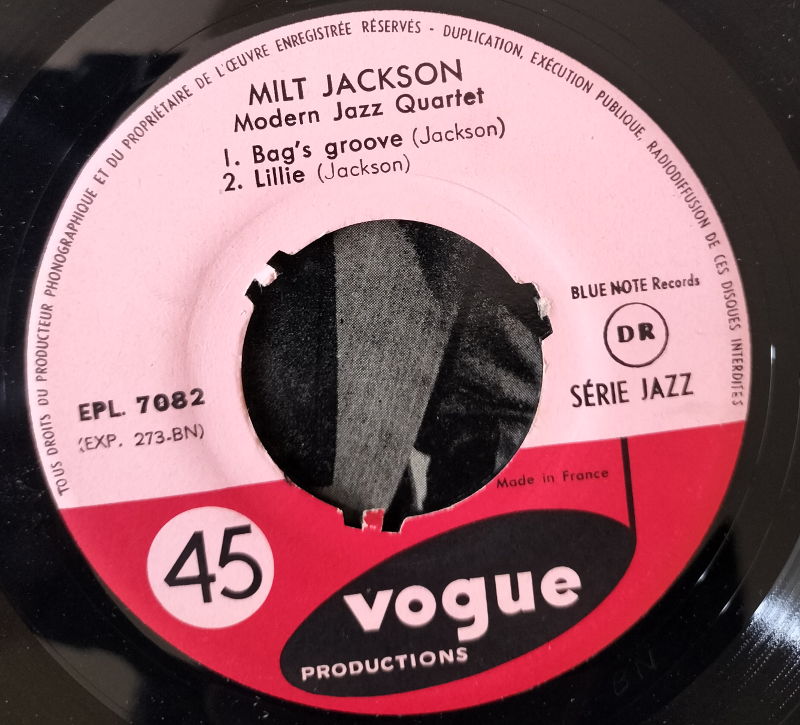 TOUS DROITS DU PRODUCTEUR PHONOGRAPHIQUE ET DU PROPRIÉTAIRE DE L'ŒUVRE ENREGISTRÉE RÉSERVÉS - DUPLICATION, EXÉCUTION PUBLIQUE, RADIODIFFUSION DE CES DISQUES INTERDITES
MILT JACKSON
Modern Jazz Quartet
1. Bag's groove (Jackson)
2. Lillie (Jackson)
BLUE NOTE Records
DR
SÉRIE JAZZ
EPL. 7082
(EXP. 273-BN)
Made in France
45
vogue
PRODUCTIONS
BN